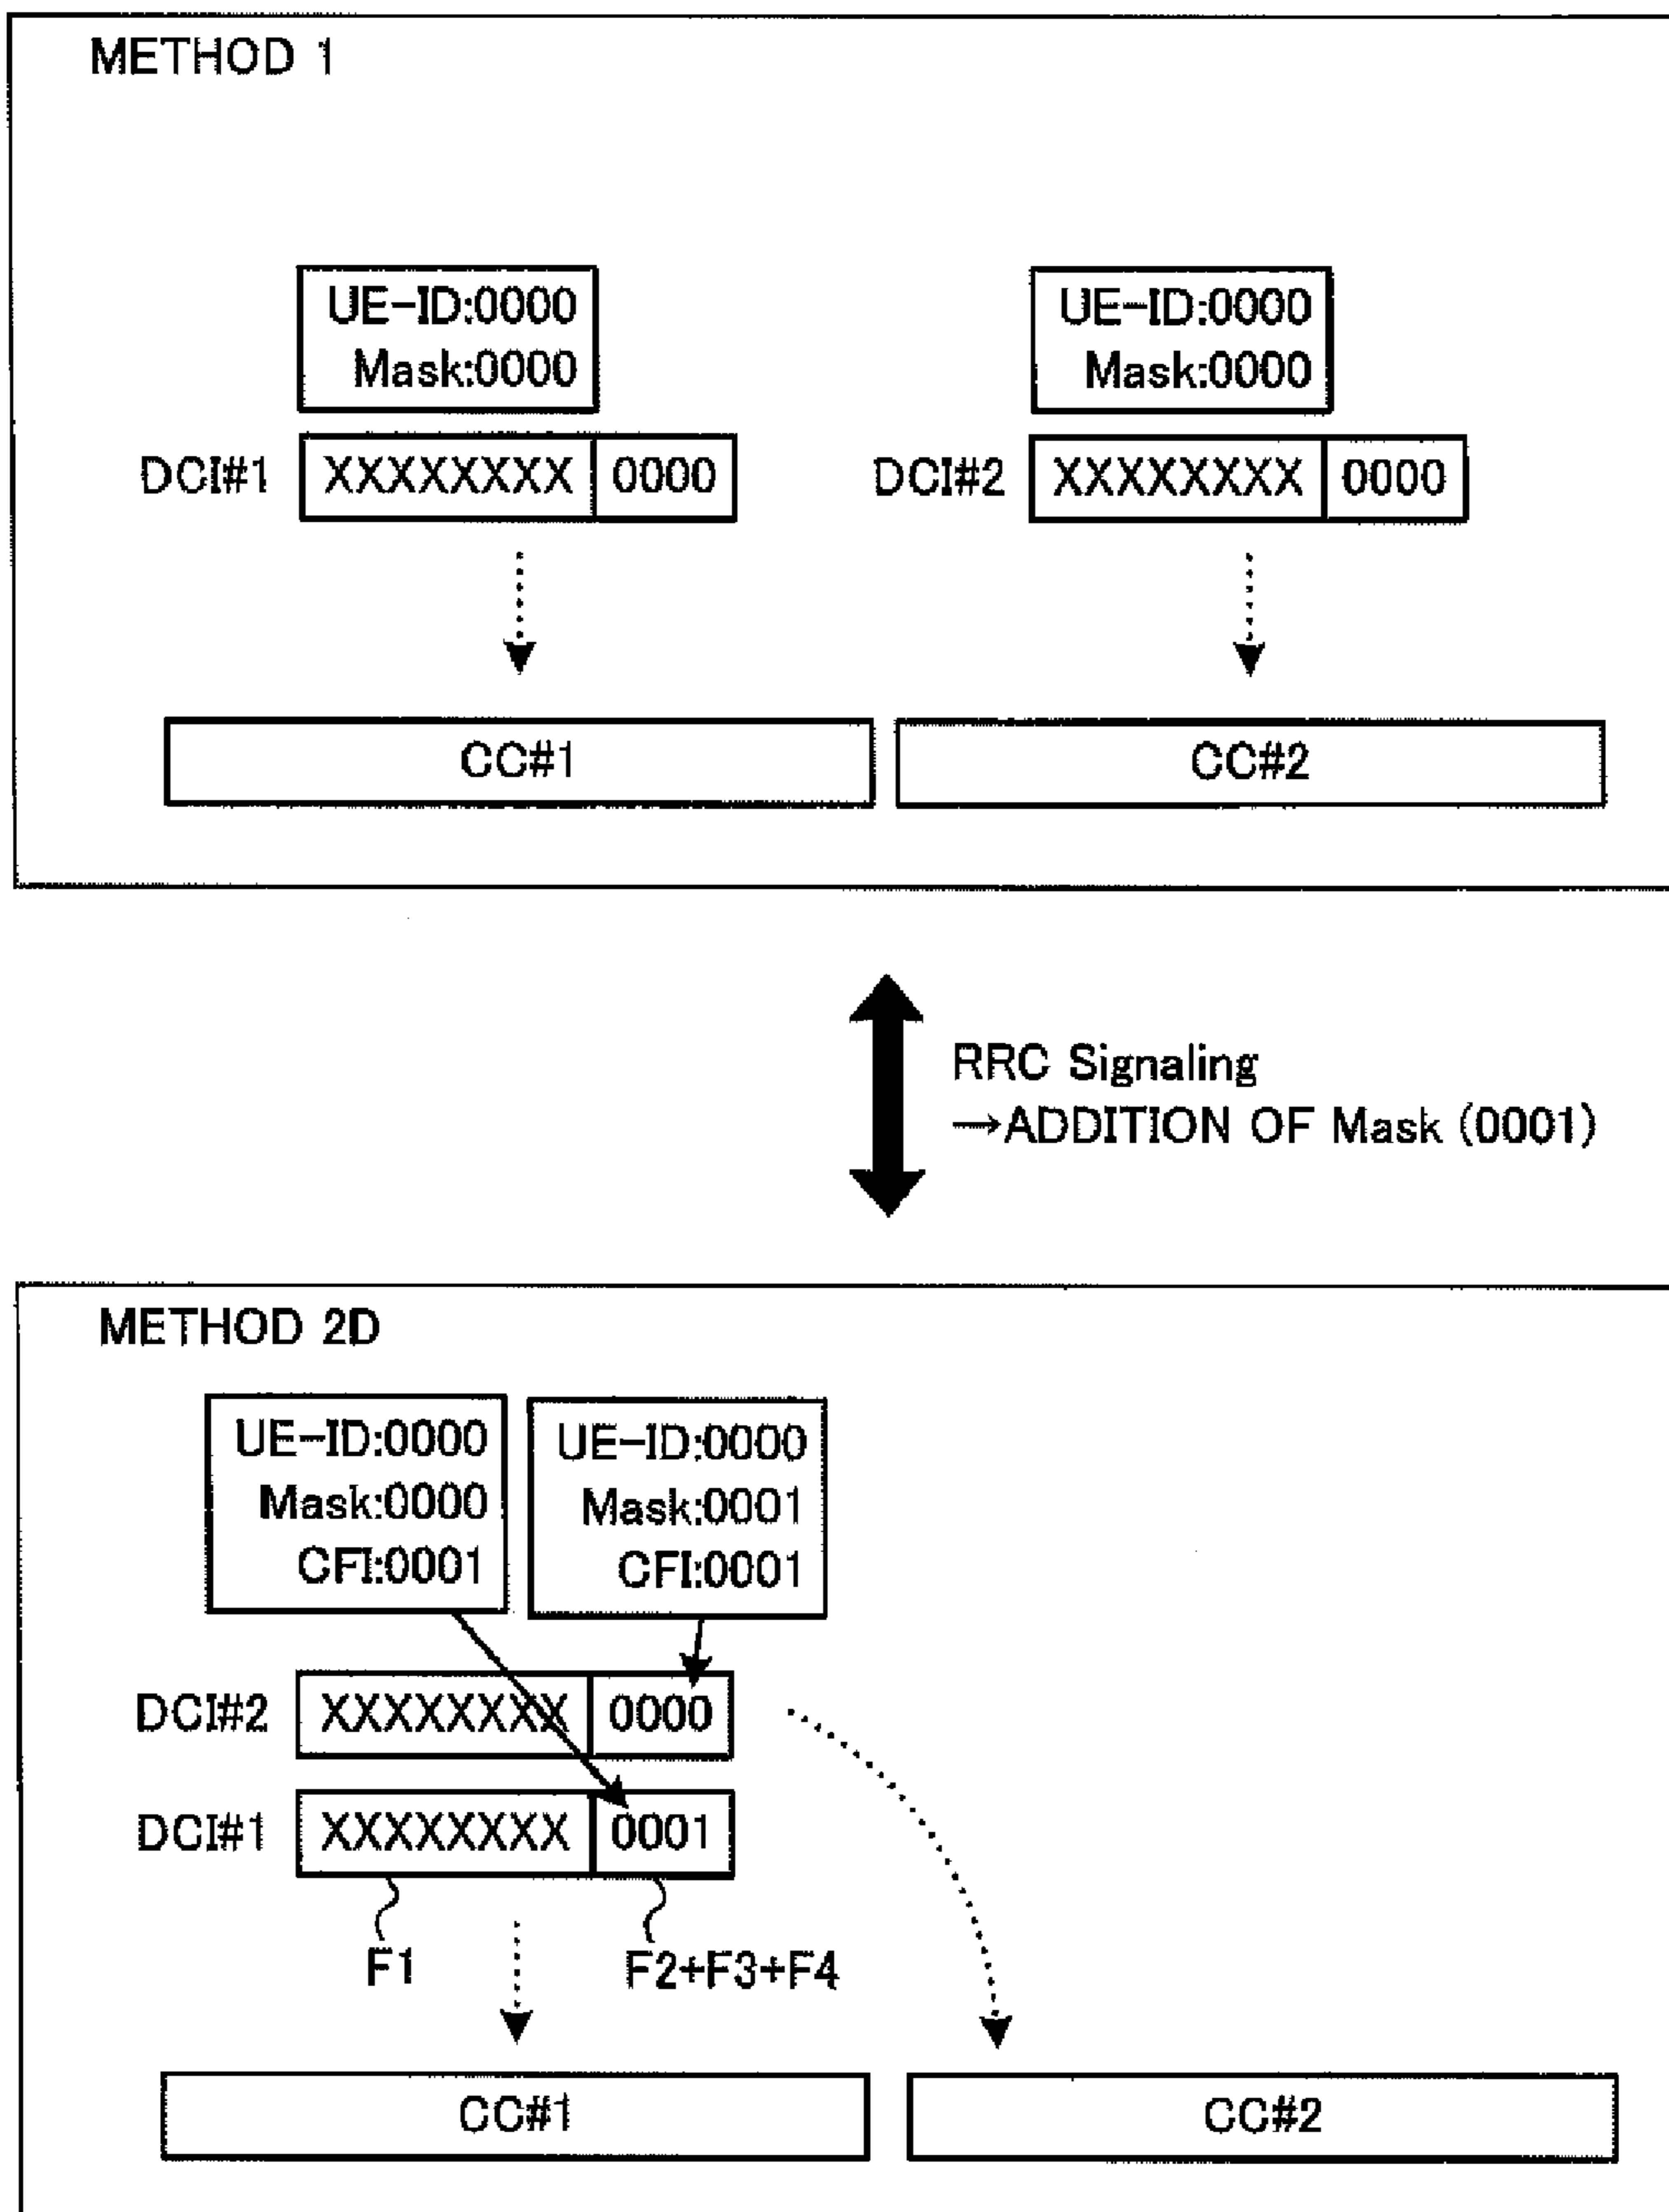 METHOD 1
UE-ID:0000
Mask:0000
UE-ID:0000
Mask:0000
DCI#1 XXXXXXXX 0000
DCI#2 XXXXXXXX 0000
CC#1
CC#2
RRC Signaling
→ADDITION OF Mask (0001)
METHOD 2D
UE-ID:0000
Mask:0000
CFI:0001
UE-ID:0000
Mask:0001
CFI:0001
DCI#2 XXXXXXXX 0000
DCI#1 XXXXXXXX 0001
F1
F2+F3+F4
CC#1
CC#2